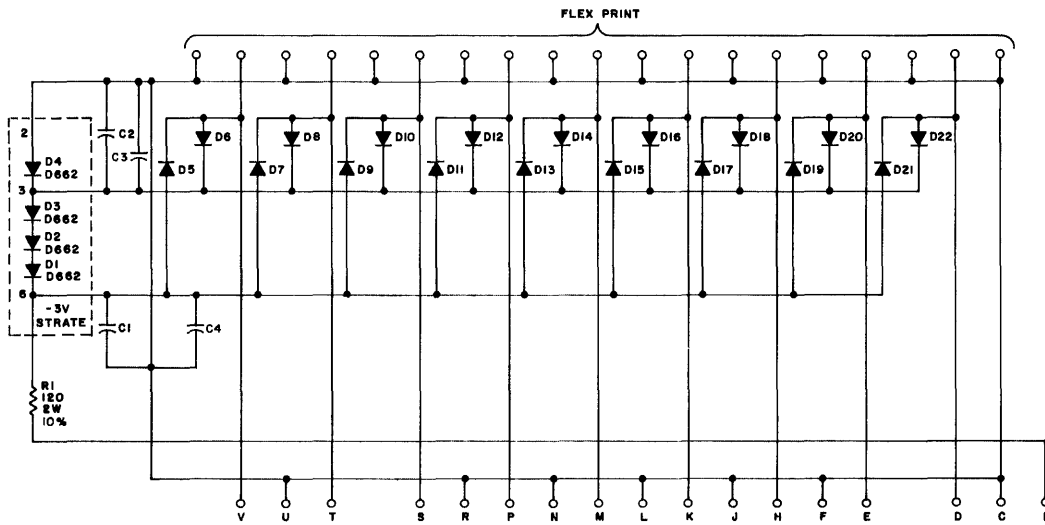 FLEX PRINT
2
C2
C3
D4
D662
3
D3
D662
D2
D662
D1
D662
6
-3V
STRATE
C1
C4
R1
120
2W
10%
D5
D6
D7
D8
D9
D10
D11
D12
D13
D14
D15
D16
D17
D18
D19
D20
D21
D22
V U T S R P N M L K J H F E D C